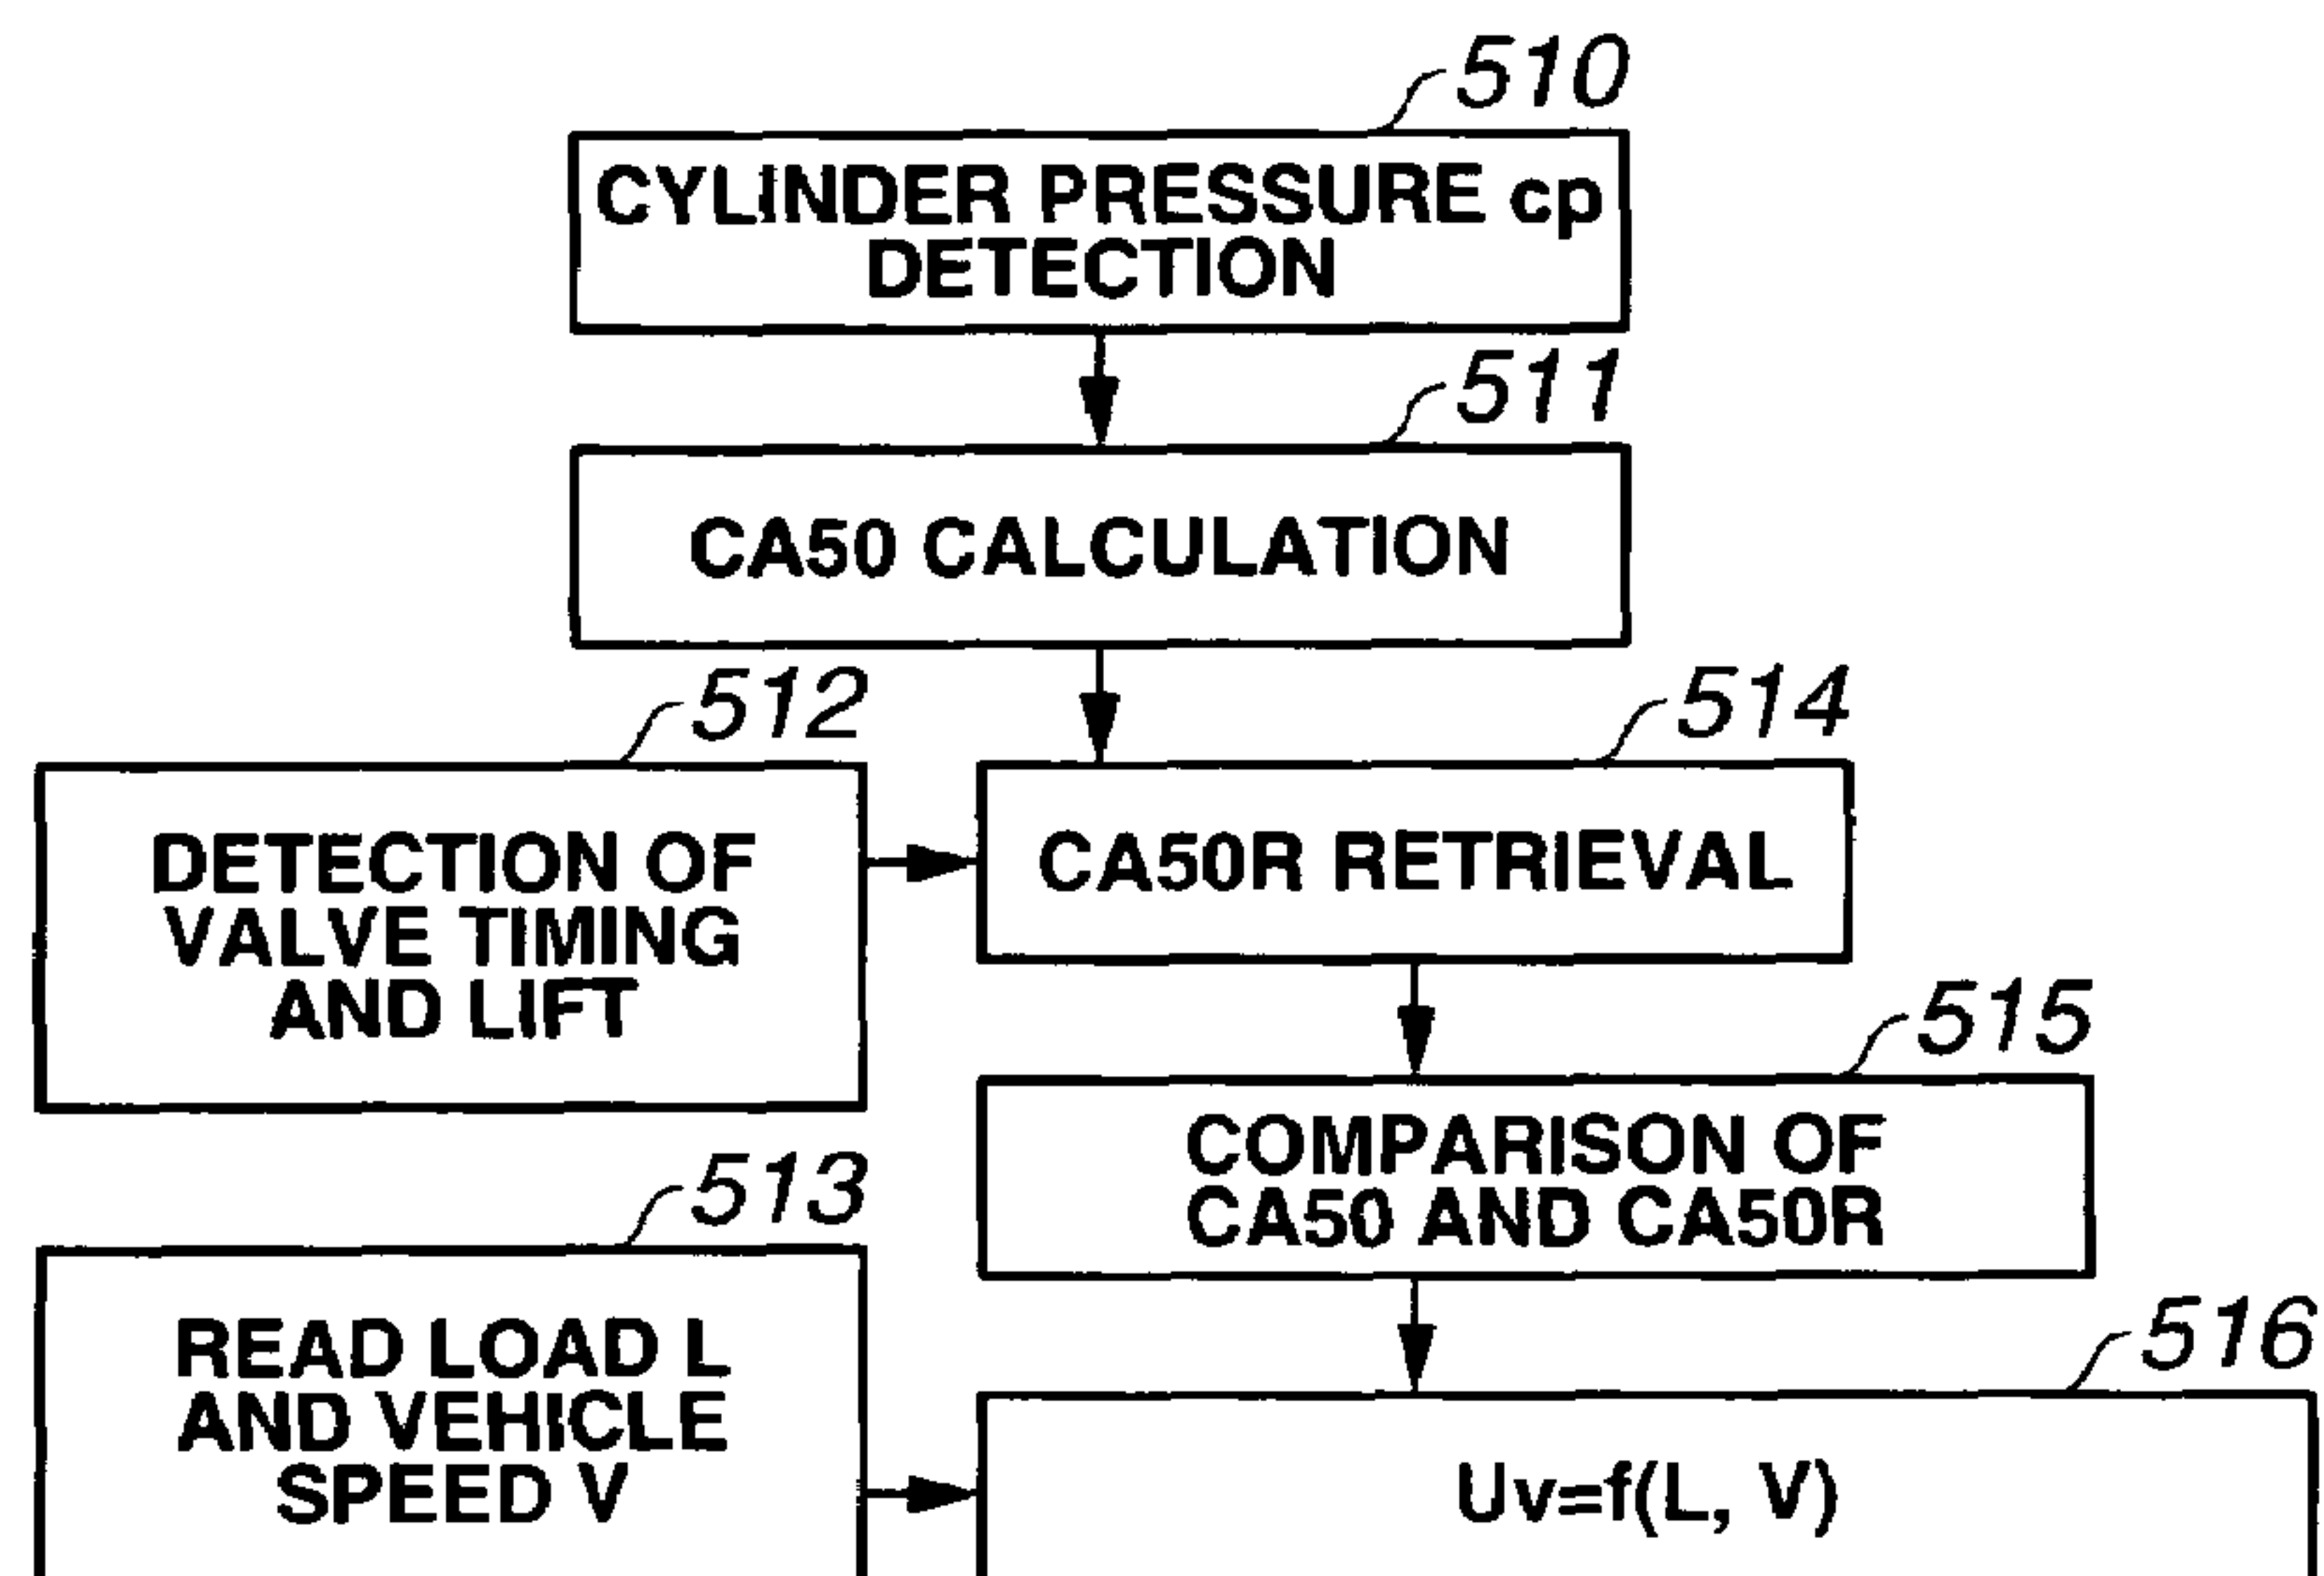 510
CYLINDER PRESSURE cp
DETECTION
511
CA50 CALCULATION
512
DETECTION OF
VALVE TIMING
AND LIFT
514
CA50R RETRIEVAL
515
COMPARISON OF
CA50 AND CA50R
513
READ LOAD L
AND VEHICLE
SPEED V
516
Uv=f(L, V)